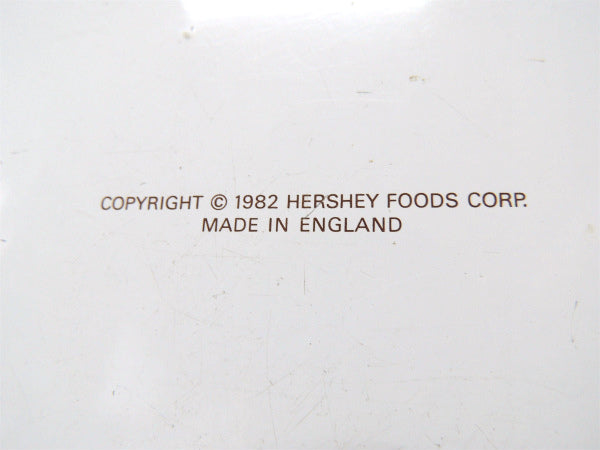 COPYRIGHT © 1982 HERSHEY FOODS CORP.
MADE IN ENGLAND